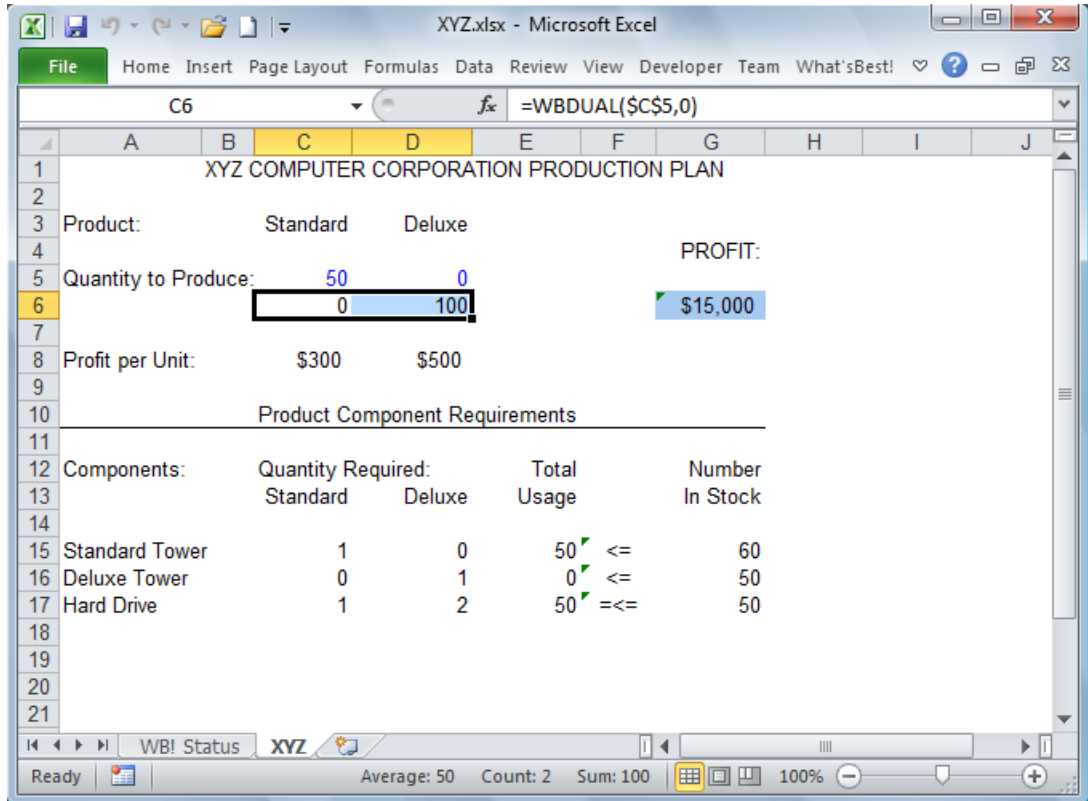 XYZ.xlsx - Microsoft Excel
File Home Insert Page Layout Formulas Data Review View Developer Team What'sBest!
C6 fx =WBDUAL($C$5,0)
A B C D E F G H I J
1 XYZ COMPUTER CORPORATION PRODUCTION PLAN
2
3 Product: Standard Deluxe
4 PROFIT:
5 Quantity to Produce: 50 0
6 0 100 $15,000
7
8 Profit per Unit: $300 $500
9
10 Product Component Requirements
11
12 Components: Quantity Required: Total Number
13 Standard Deluxe Usage In Stock
14
15 Standard Tower 1 0 50 <= 60
16 Deluxe Tower 0 1 0 <= 50
17 Hard Drive 1 2 50 =<= 50
18
19
20
21
WB! Status XYZ
Ready Average: 50 Count: 2 Sum: 100 100%